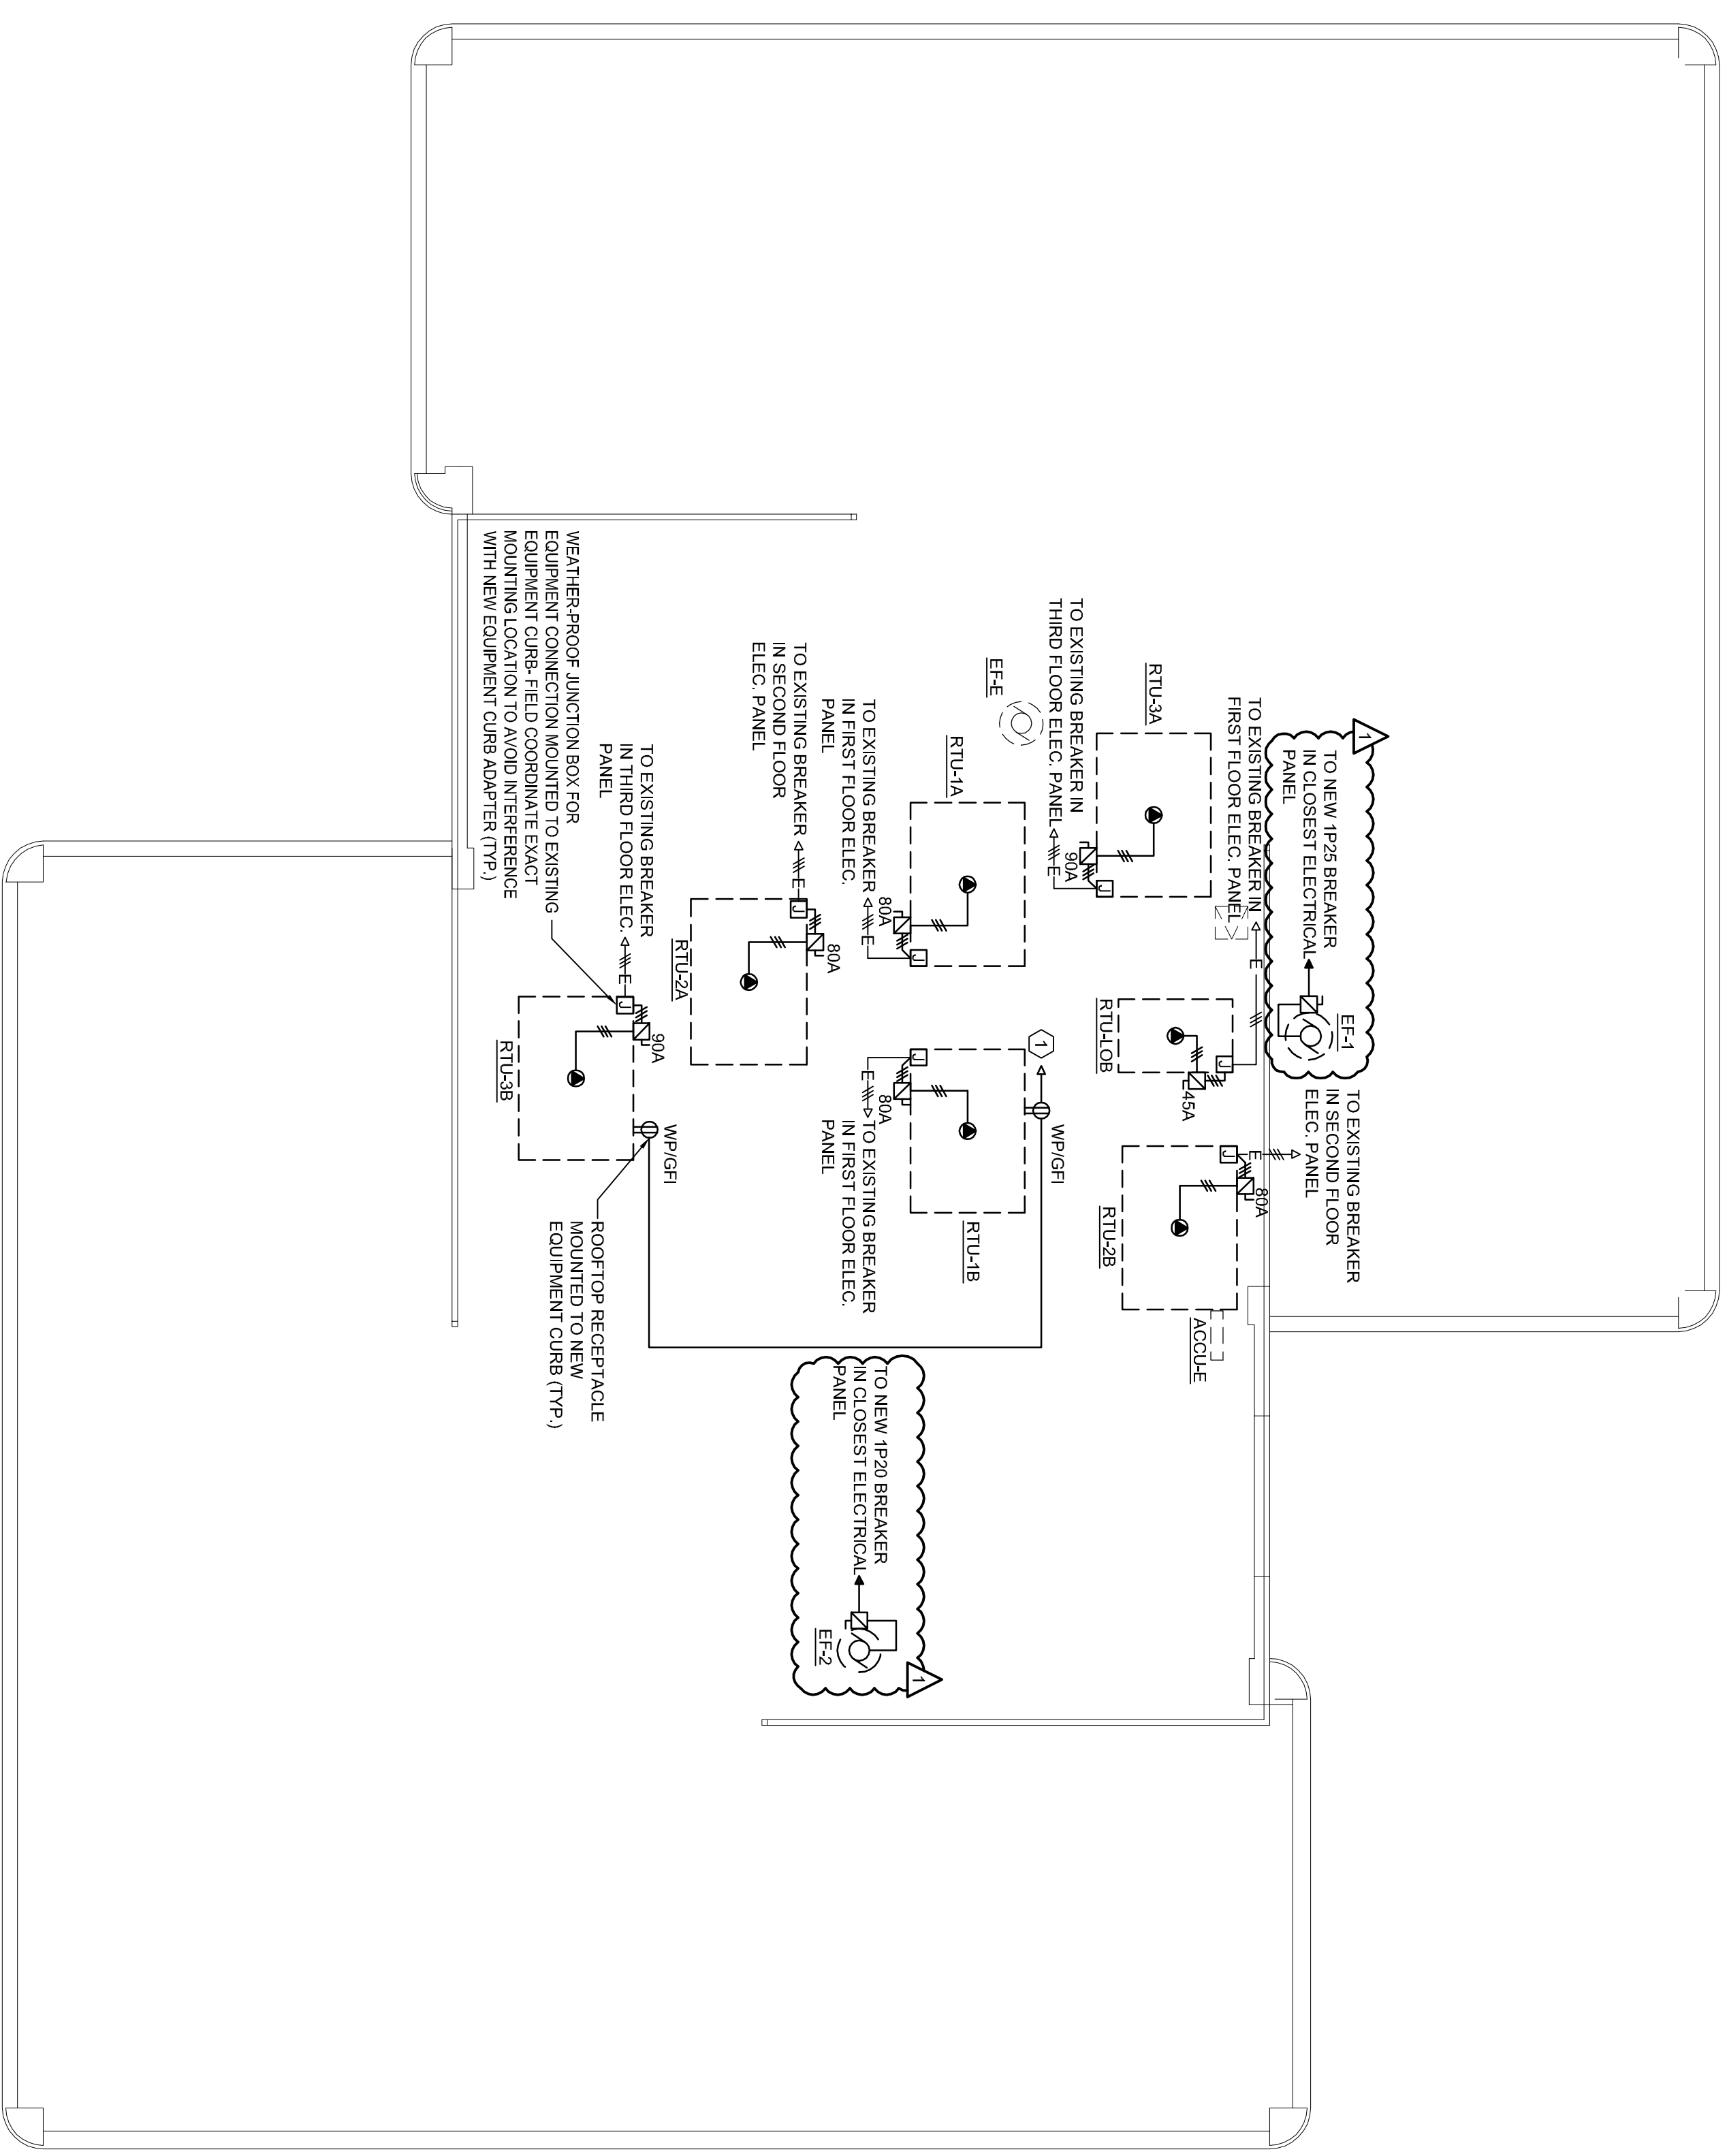 1
TO NEW 1P25 BREAKER
IN CLOSEST ELECTRICAL
PANEL
EF-1
TO EXISTING BREAKER
IN SECOND FLOOR
ELEC. PANEL
TO EXISTING BREAKER IN
FIRST FLOOR ELEC. PANEL
E
J
45A
RTU-LOB
E
J
80A
RTU-2B
ACCU-E
RTU-3A
TO EXISTING BREAKER IN
THIRD FLOOR ELEC. PANEL
E
90A
J
EF-E
1
WP/GFI
RTU-1A
TO EXISTING BREAKER
IN FIRST FLOOR ELEC.
PANEL
80A
E
J
RTU-1B
J
E
80A
TO EXISTING BREAKER
IN FIRST FLOOR ELEC.
PANEL
TO NEW 1P20 BREAKER
IN CLOSEST ELECTRICAL
PANEL
EF-2
1
TO EXISTING BREAKER
IN SECOND FLOOR
ELEC. PANEL
E
J
80A
RTU-2A
TO EXISTING BREAKER
IN THIRD FLOOR ELEC.
PANEL
E
J
90A
RTU-3B
WP/GFI
ROOFTOP RECEPTACLE
MOUNTED TO NEW
EQUIPMENT CURB (TYP.)
WEATHER-PROOF JUNCTION BOX FOR
EQUIPMENT CONNECTION MOUNTED TO EXISTING
EQUIPMENT CURB- FIELD COORDINATE EXACT
MOUNTING LOCATION TO AVOID INTERFERENCE
WITH NEW EQUIPMENT CURB ADAPTER (TYP.)